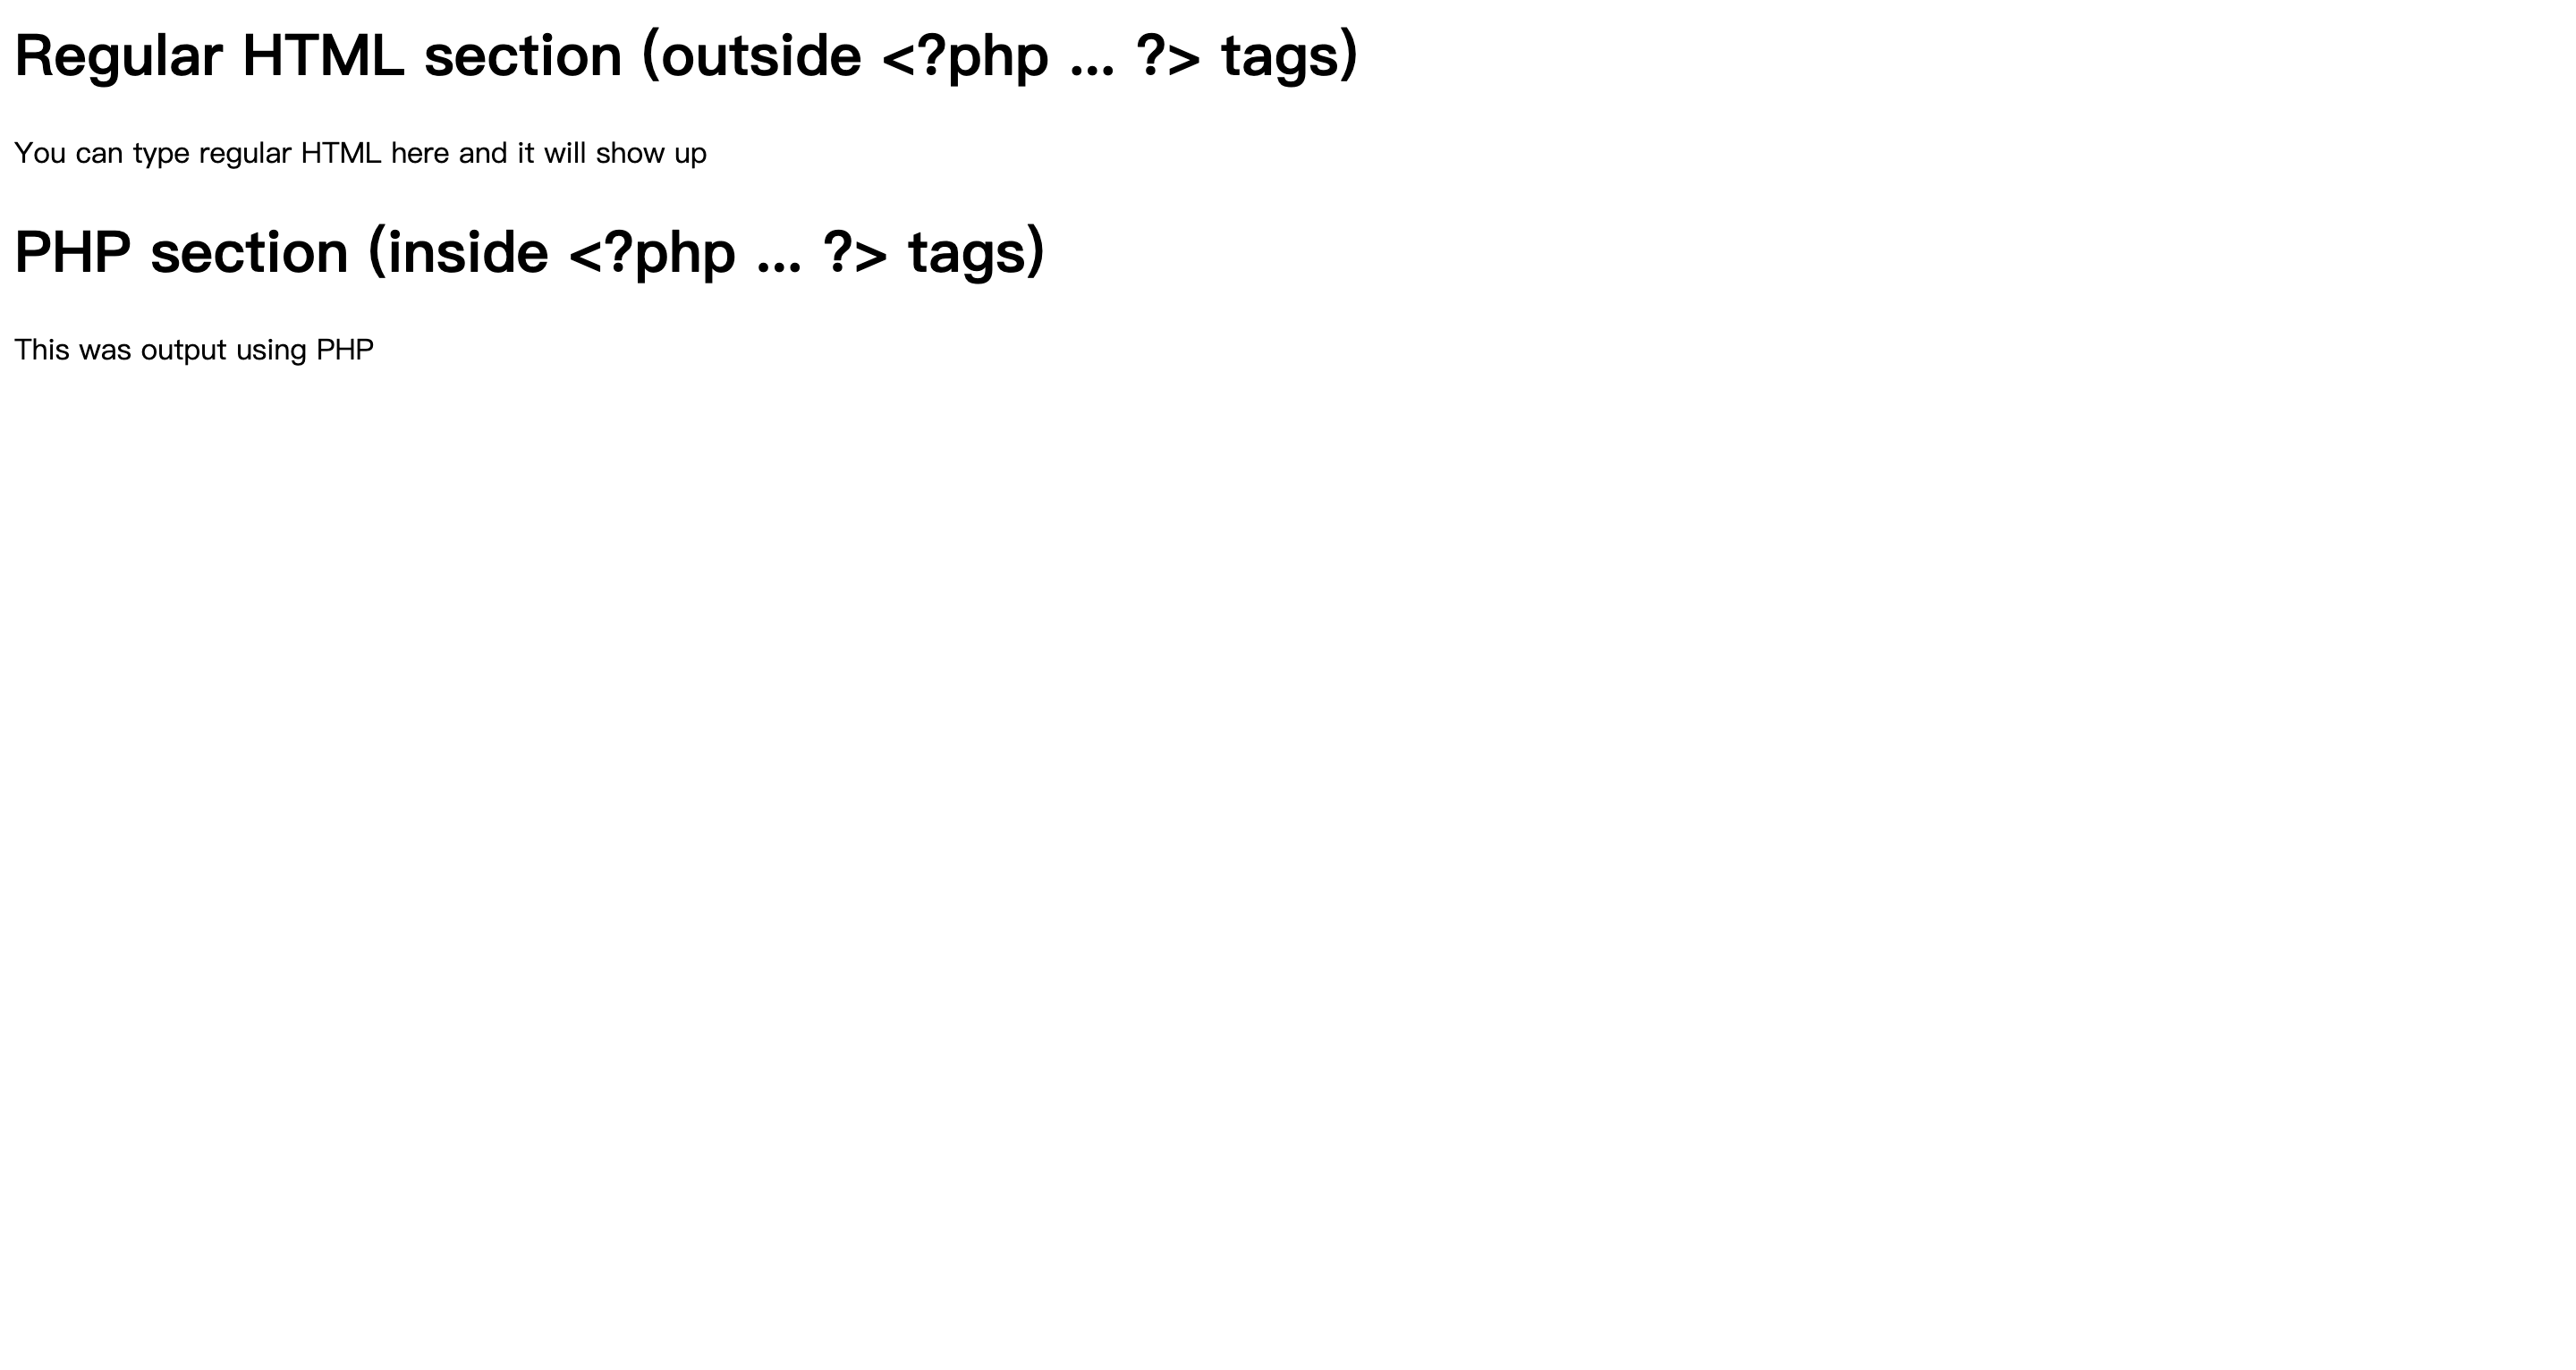 Regular HTML section (outside <?php ... ?> tags)
You can type regular HTML here and it will show up
PHP section (inside <?php ... ?> tags)
This was output using PHP